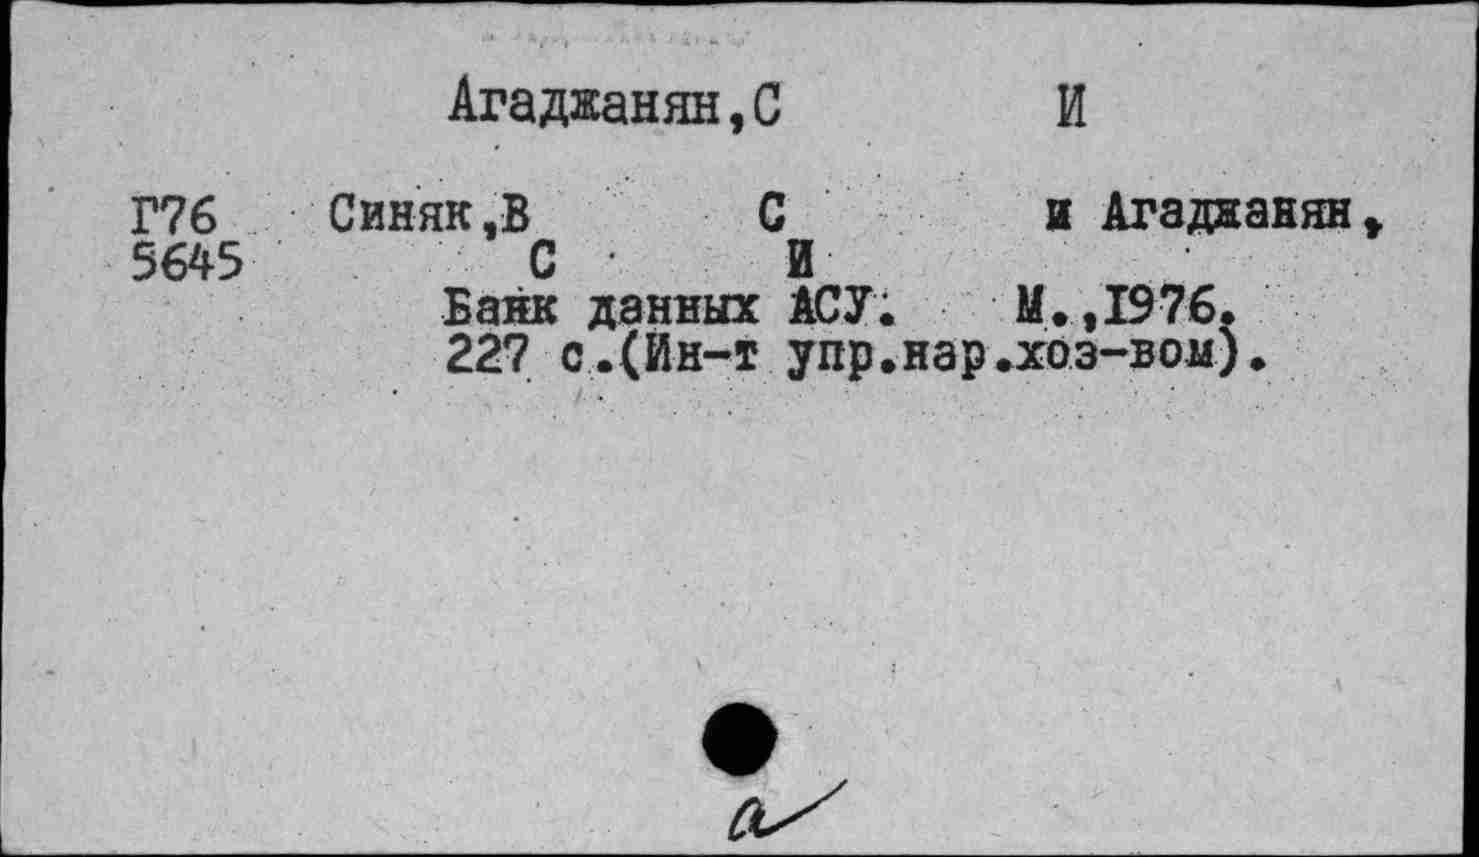 Агаджанян,С И
Г76 Синяк,В С и Агаджанян,
5645 С И
Банк данных АСУ. М.,1976.
227 с.(Ин-т упр.нар.хоз-вом).
а